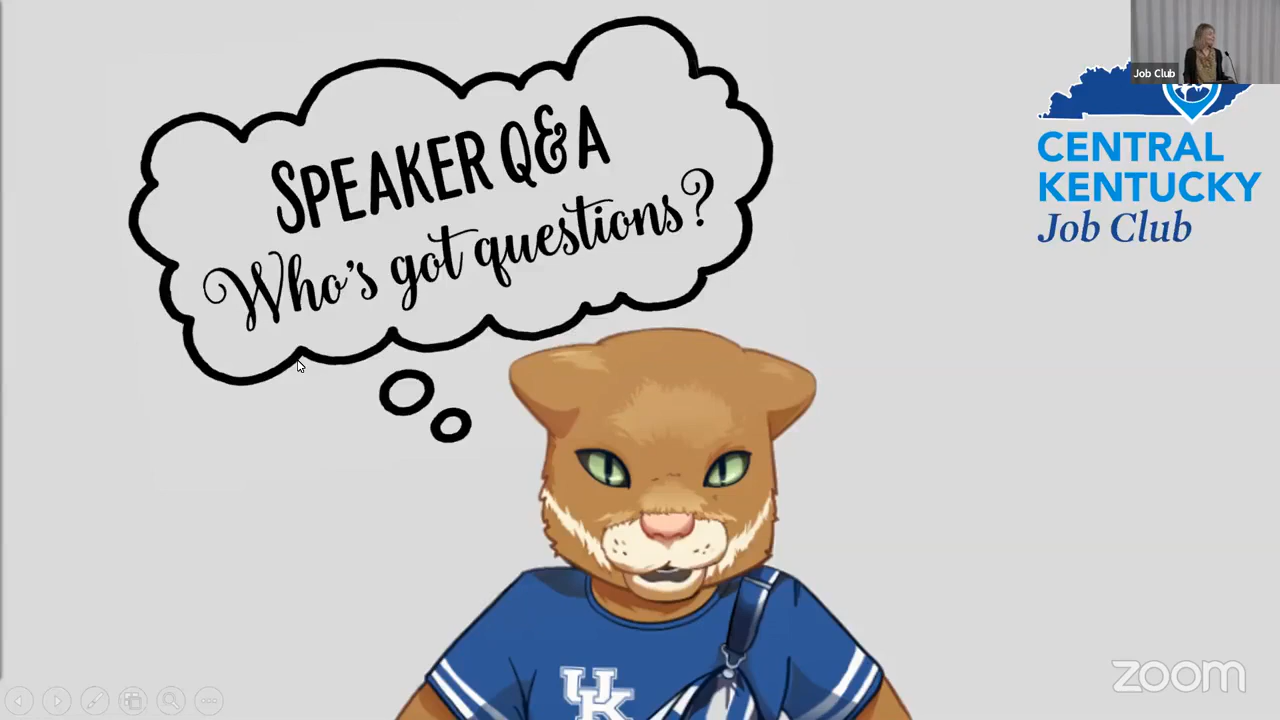 SPEAKER Q&A
Who's got questions?
Job Club
CENTRAL
KENTUCKY
Job Club
UK
zoom